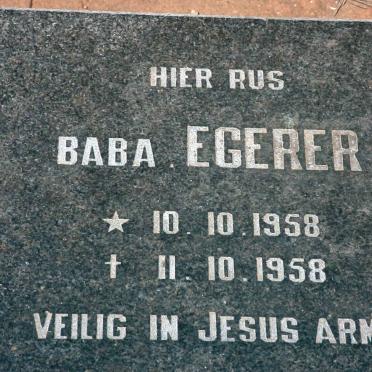 HIER RUS
BABA EGERER
★ 10.10.1958
† 11.10.1958
VEILIG IN JESUS ARM